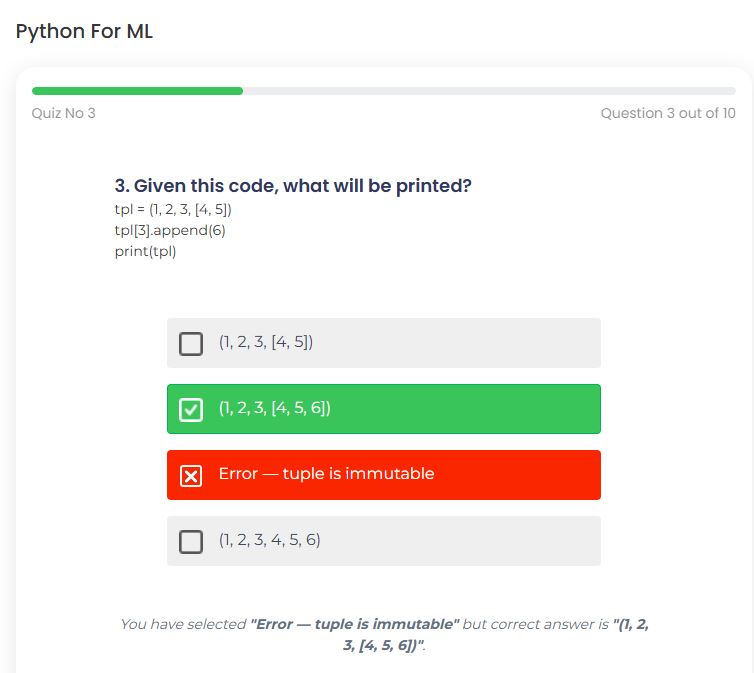 Python For ML
Quiz No 3
Question 3 out of 10
3. Given this code, what will be printed?
tpl = (1, 2, 3, [4, 5])
tpl[3].append(6)
print(tpl)
(1, 2, 3, [4, 5])
(1, 2, 3, [4, 5, 6])
Error — tuple is immutable
(1, 2, 3, 4, 5, 6)
You have selected "Error — tuple is immutable" but correct answer is "(1, 2,
3, [4, 5, 6])".